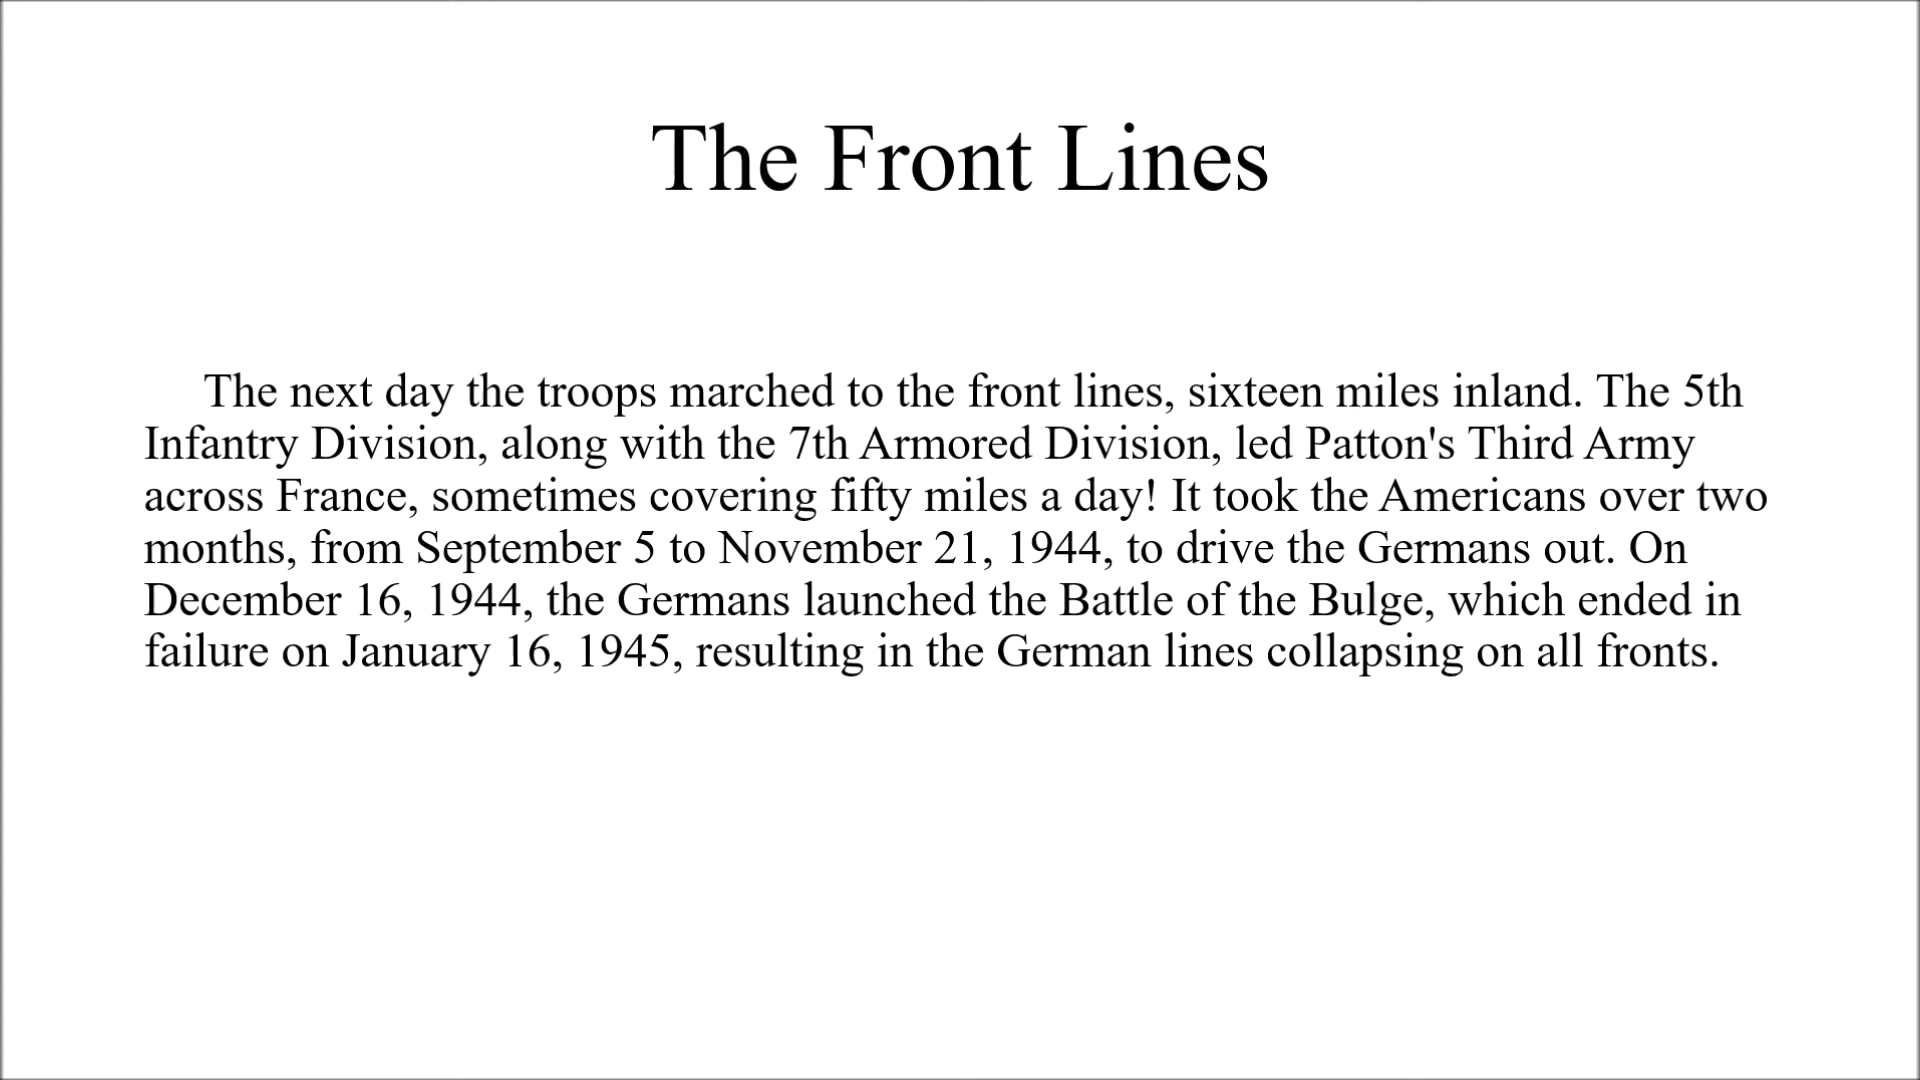 The Front Lines
The next day the troops marched to the front lines, sixteen miles inland. The 5th
Infantry Division, along with the 7th Armored Division, led Patton's Third Army
across France, sometimes covering fifty miles a day! It took the Americans over two
months, from September 5 to November 21, 1944, to drive the Germans out. On
December 16, 1944, the Germans launched the Battle of the Bulge, which ended in
failure on January 16, 1945, resulting in the German lines collapsing on all fronts.